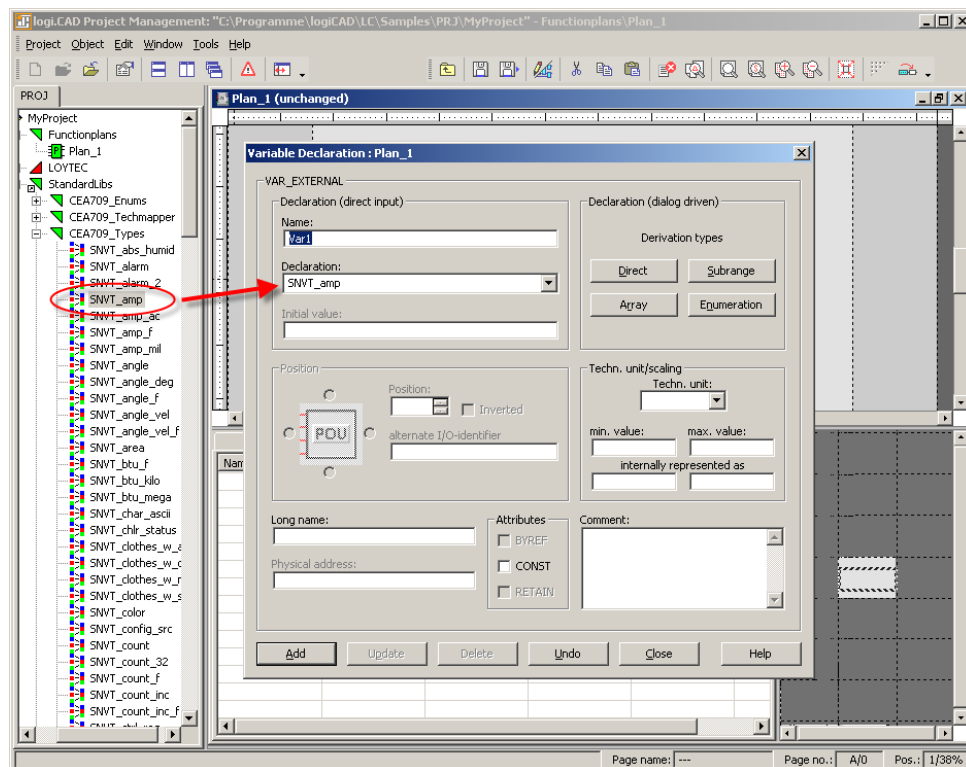 logi.CAD Project Management: "C:\Programme\logiCAD\LC\Samples\PRJ\MyProject" - Functionplans\Plan_1
Project Object Edit Window Tools Help
PROJ
MyProject
Functionplans
Plan_1
LOYTEC
StandardLibs
CEA709_Enums
CEA709_Techmapper
CEA709_Types
SNVT_abs_humid
SNVT_alarm
SNVT_alarm_2
SNVT_amp
SNVT_amp_ac
SNVT_amp_f
SNVT_amp_mil
SNVT_angle
SNVT_angle_deg
SNVT_angle_f
SNVT_angle_vel
SNVT_angle_vel_f
SNVT_area
SNVT_btu_f
SNVT_btu_kilo
SNVT_btu_mega
SNVT_char_ascii
SNVT_chlr_status
SNVT_clothes_w_
SNVT_clothes_w_
SNVT_clothes_w_
SNVT_clothes_w_
SNVT_color
SNVT_config_src
SNVT_count
SNVT_count_32
SNVT_count_f
SNVT_count_inc
SNVT_count_inc_f
Plan_1 (unchanged)
Nam
Variable Declaration : Plan_1
VAR_EXTERNAL
Declaration (direct input)
Name:
Var1
Declaration:
SNVT_amp
Initial value:
Declaration (dialog driven)
Derivation types
Direct Subrange
Array Enumeration
Position
POU
Position:
Inverted
alternate I/O-identifier
Techn. unit/scaling
Techn. unit:
min. value: max. value:
internally represented as
Long name:
Physical address:
Attributes
BYREF
CONST
RETAIN
Comment:
Add Update Delete Undo Close Help
Page name: --- Page no.: A/0 Pos.: 1/38%